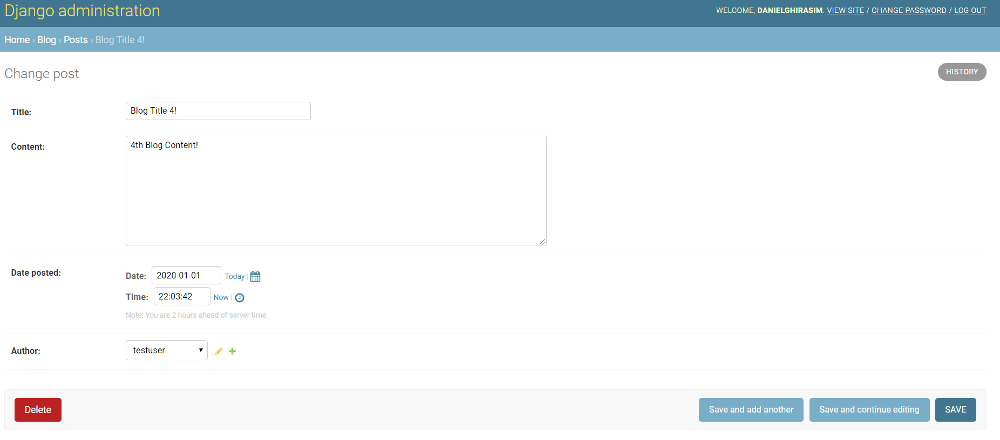 Django administration
WELCOME, DANIELGHIRASIM. VIEW SITE / CHANGE PASSWORD / LOG OUT
Home › Blog › Posts › Blog Title 4!
Change post
HISTORY
Title:
Blog Title 4!
Content:
4th Blog Content!
Date posted:
Date: 2020-01-01 Today |
Time: 22:03:42 Now |
Note: You are 2 hours ahead of server time.
Author:
testuser
Delete
Save and add another
Save and continue editing
SAVE